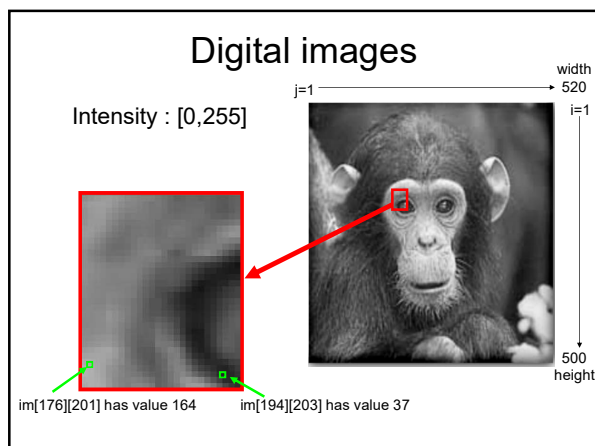 Digital images
width
j=1
520
Intensity : [0,255]
i=1
500
height
im[176][201] has value 164
im[194][203] has value 37